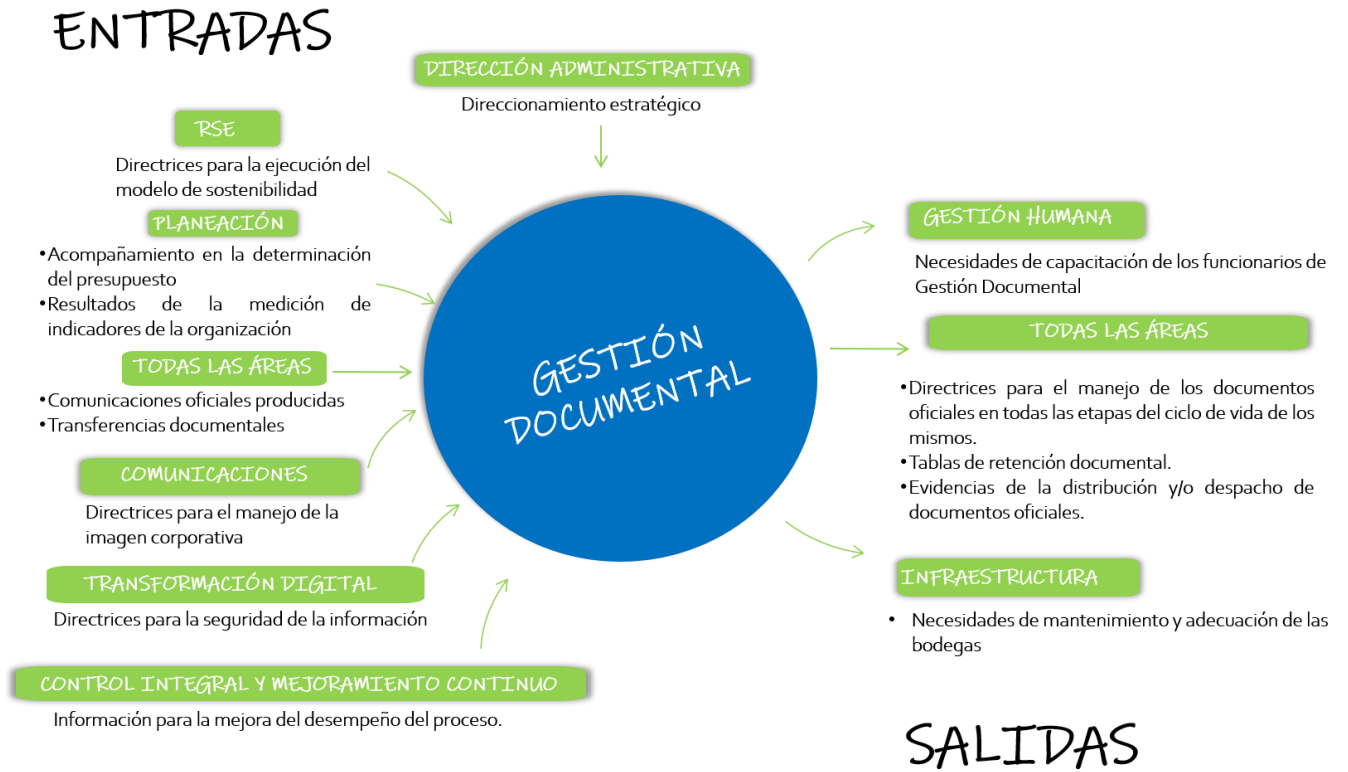 ENTRADAS
DIRECCIÓN ADMINISTRATIVA
Direccionamiento estratégico
RSE
Directrices para la ejecución del
modelo de sostenibilidad
PLANEACIÓN
•Acompañamiento en la determinación
del presupuesto
•Resultados de la medición de
indicadores de la organización
TODAS LAS ÁREAS
•Comunicaciones oficiales producidas
•Transferencias documentales
COMUNICACIONES
Directrices para el manejo de la
imagen corporativa
TRANSFORMACIÓN DIGITAL
Directrices para la seguridad de la información
CONTROL INTEGRAL Y MEJORAMIENTO CONTINUO
Información para la mejora del desempeño del proceso.
GESTIÓN
DOCUMENTAL
GESTIÓN HUMANA
Necesidades de capacitación de los funcionarios de
Gestión Documental
TODAS LAS ÁREAS
•Directrices para el manejo de los documentos
oficiales en todas las etapas del ciclo de vida de los
mismos.
•Tablas de retención documental.
•Evidencias de la distribución y/o despacho de
documentos oficiales.
INFRAESTRUCTURA
• Necesidades de mantenimiento y adecuación de las
bodegas
SALIDAS